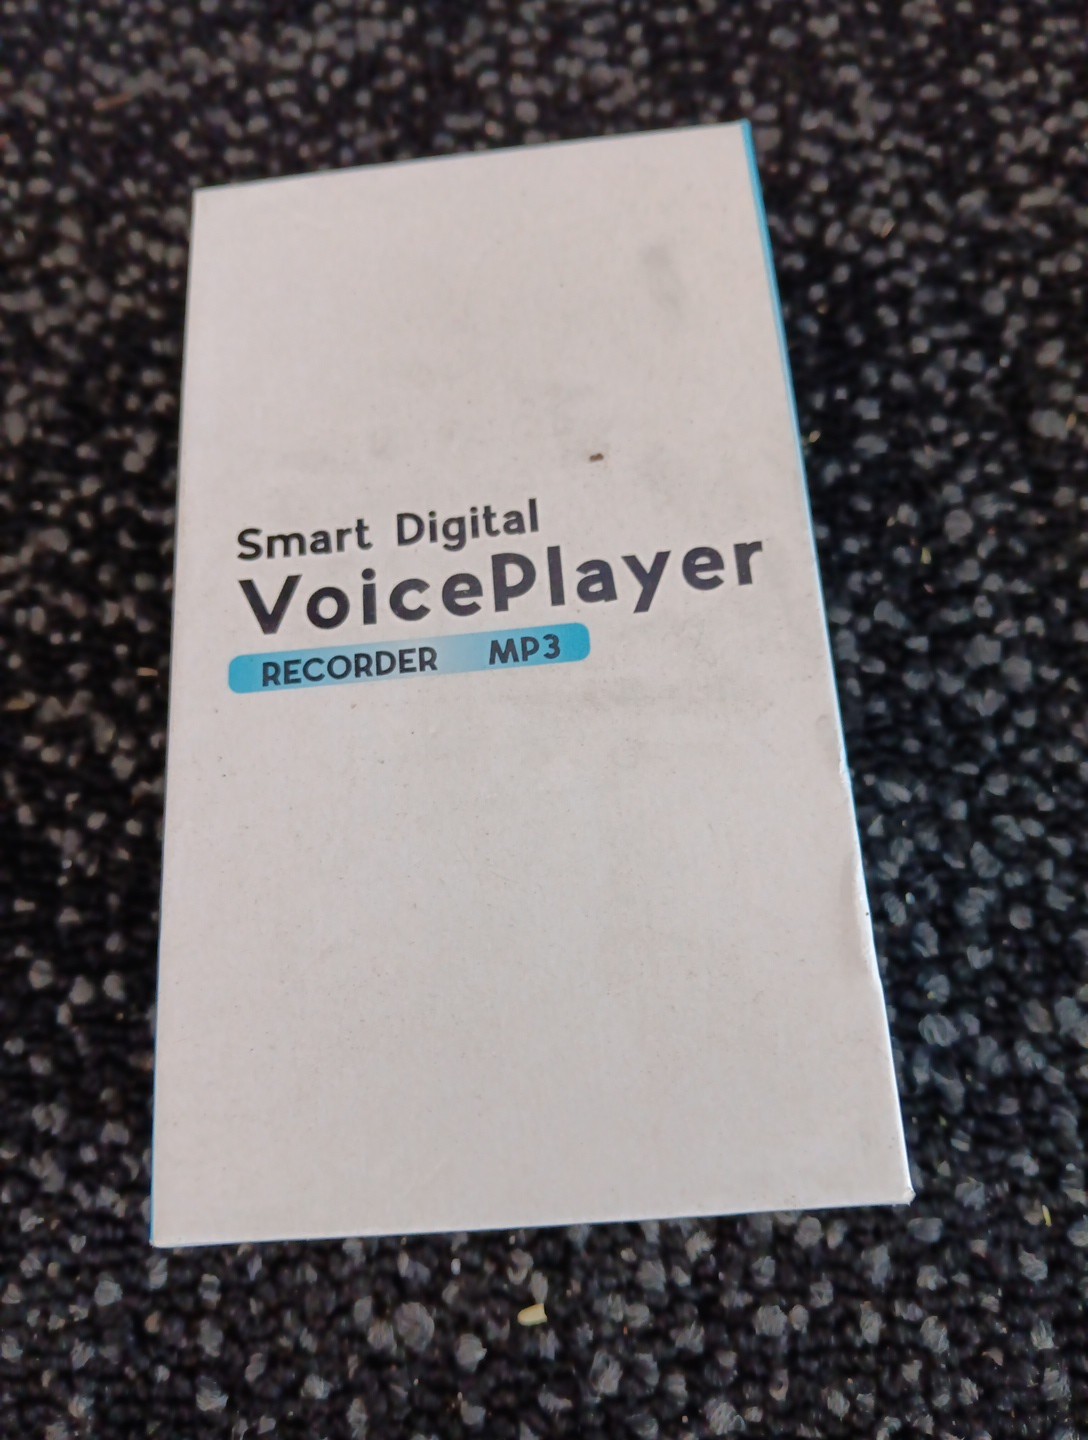 Smart Digital
VoicePlayer
RECORDER MP3